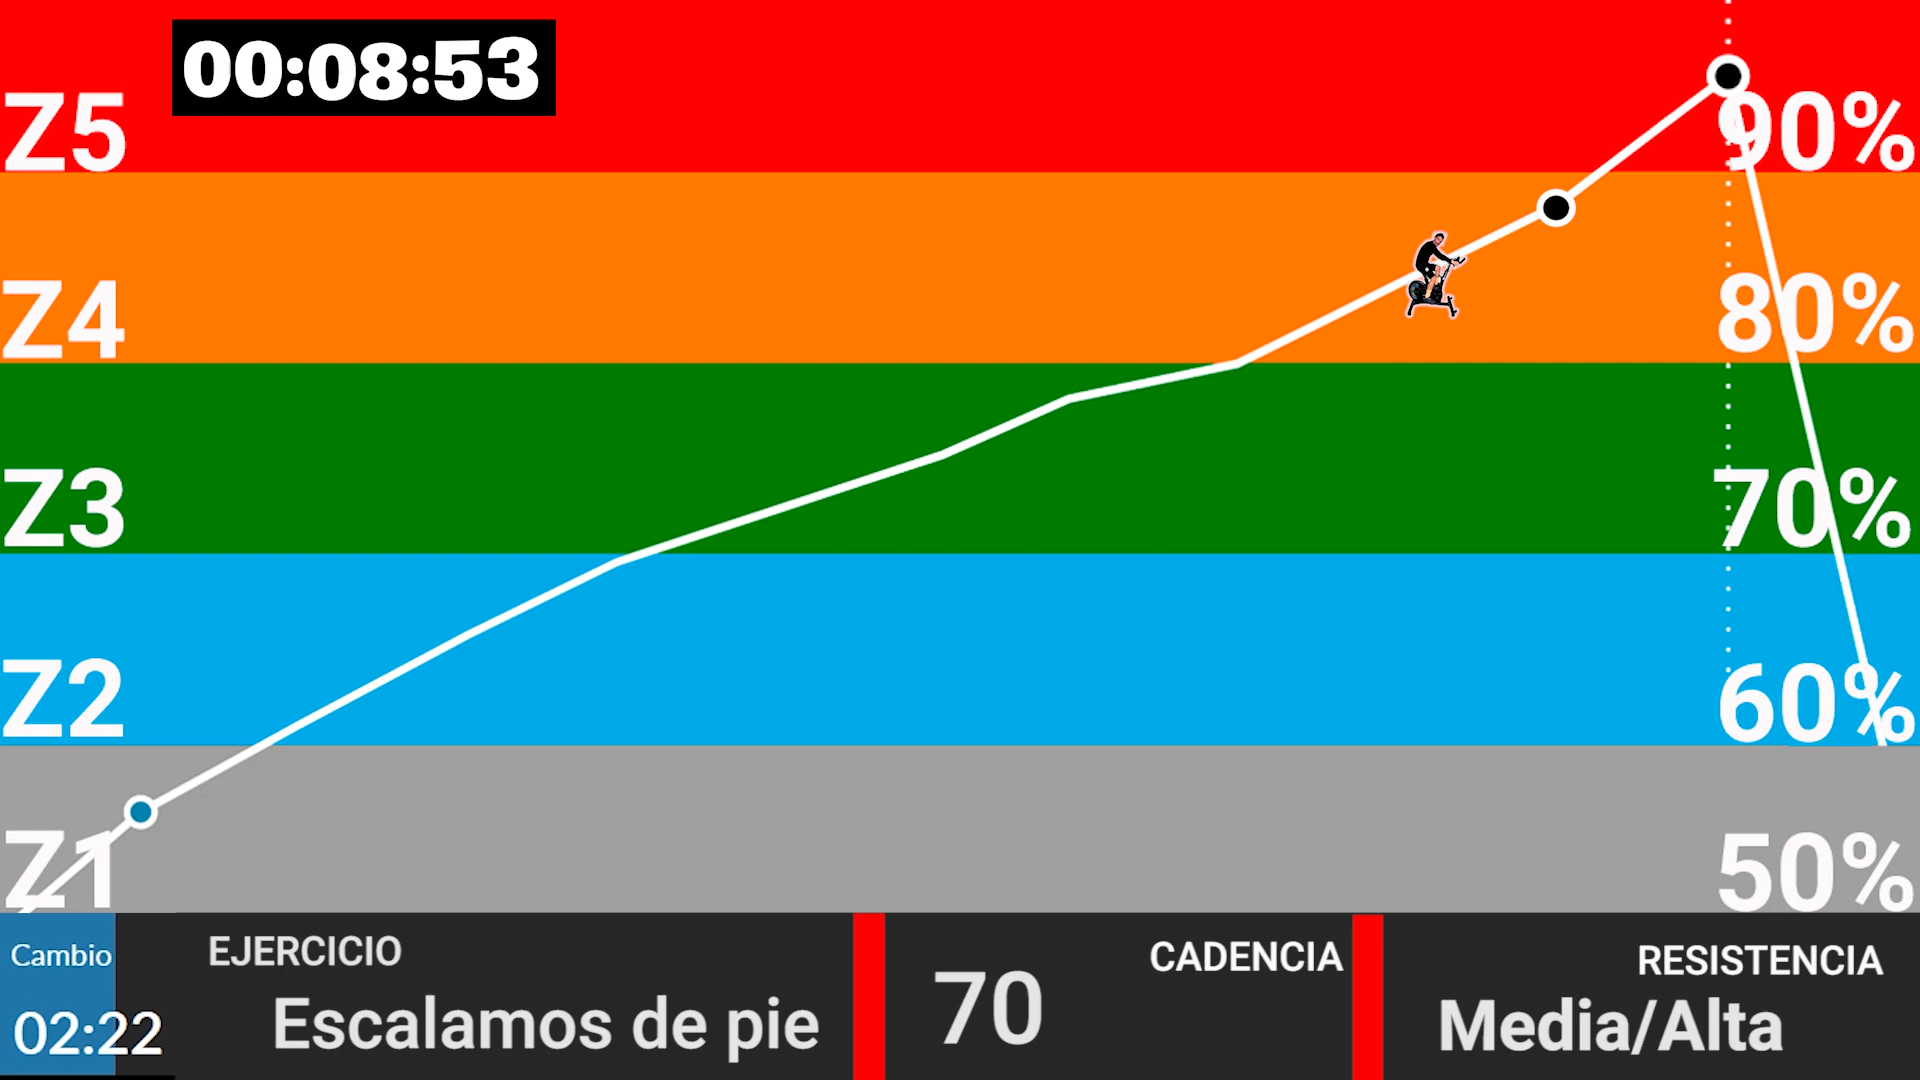 00:08:53
Z5 90%
Z4 80%
Z3 70%
Z2 60%
Z1 50%
Cambio
02:22
EJERCICIO
Escalamos de pie
CADENCIA
70
RESISTENCIA
Media/Alta